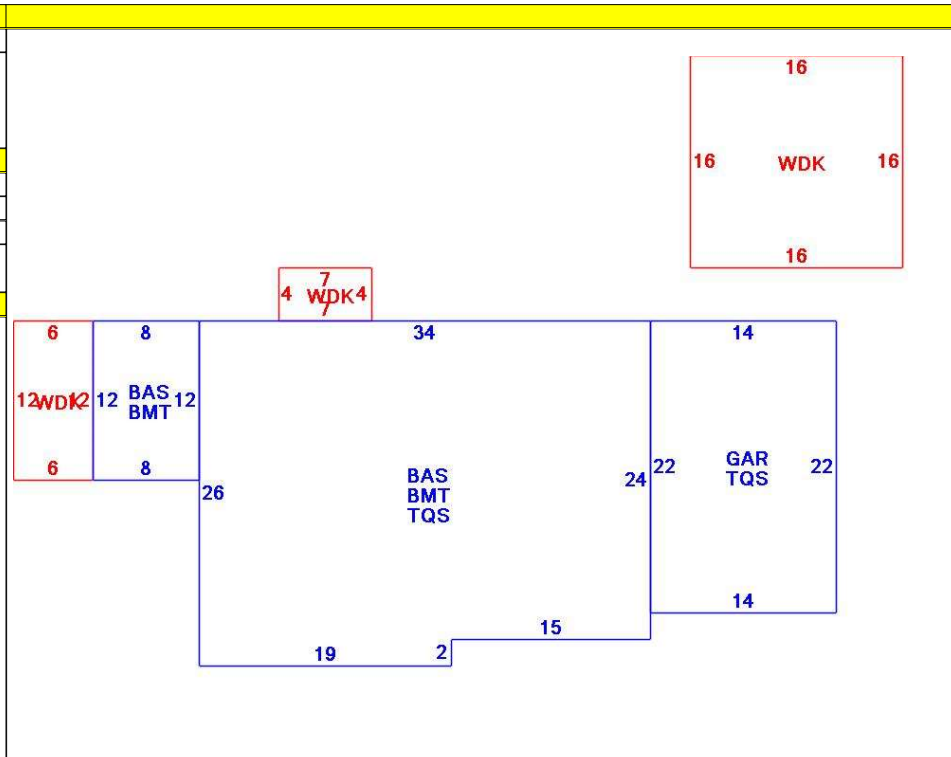 16
16 WDK 16
16
7
4 WDK 4
7
6 8 34 14
12 WDK 12 12 BAS 12
BMT
6 8
26
BAS
BMT
TQS
24
22 GAR 22
TQS
14
15
19 2